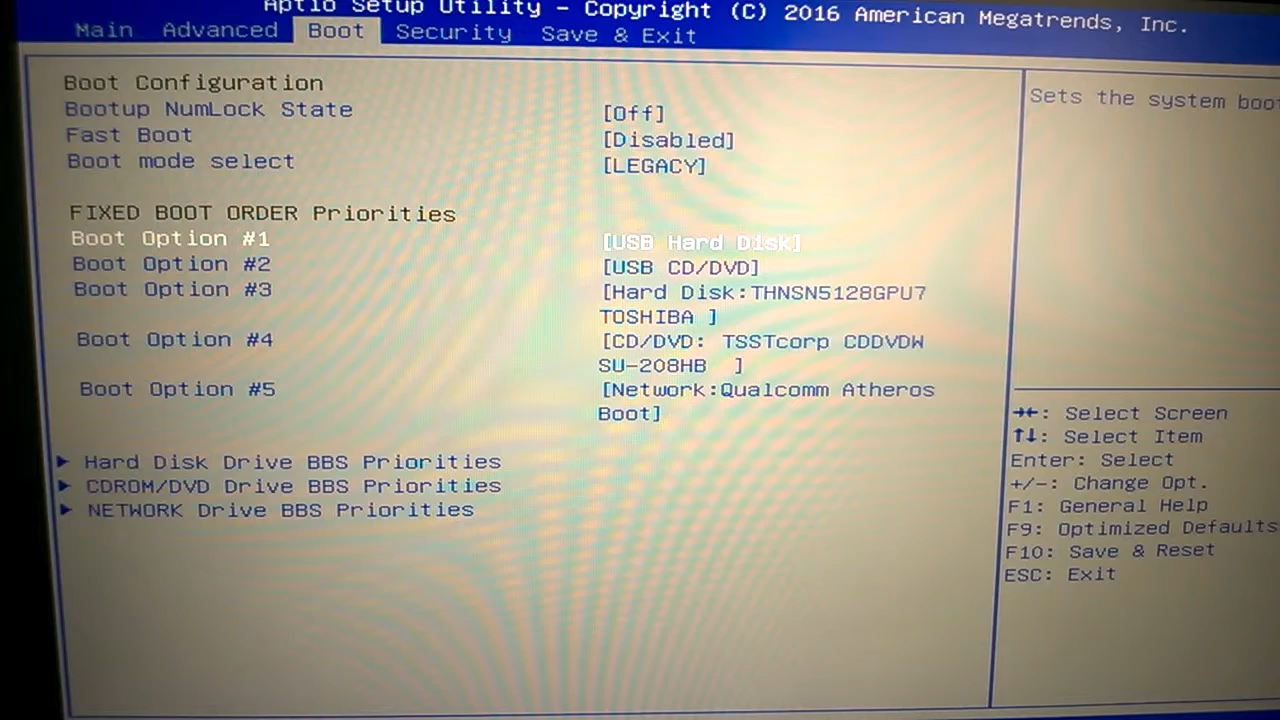 Aptio Setup Utility – Copyright (C) 2016 American Megatrends, Inc.
Main Advanced Boot Security Save & Exit
Boot Configuration
Bootup NumLock State [Off]
Fast Boot [Disabled]
Boot mode select [LEGACY]
FIXED BOOT ORDER Priorities
Boot Option #1 [USB Hard Disk]
Boot Option #2 [USB CD/DVD]
Boot Option #3 [Hard Disk:THNSN5128GPU7
TOSHIBA ]
Boot Option #4 [CD/DVD: TSSTcorp CDDVDW
SU-208HB ]
Boot Option #5 [Network:Qualcomm Atheros
Boot]
► Hard Disk Drive BBS Priorities
► CDROM/DVD Drive BBS Priorities
► NETWORK Drive BBS Priorities
Sets the system boot
→←: Select Screen
↑↓: Select Item
Enter: Select
+/-: Change Opt.
F1: General Help
F9: Optimized Defaults
F10: Save & Reset
ESC: Exit